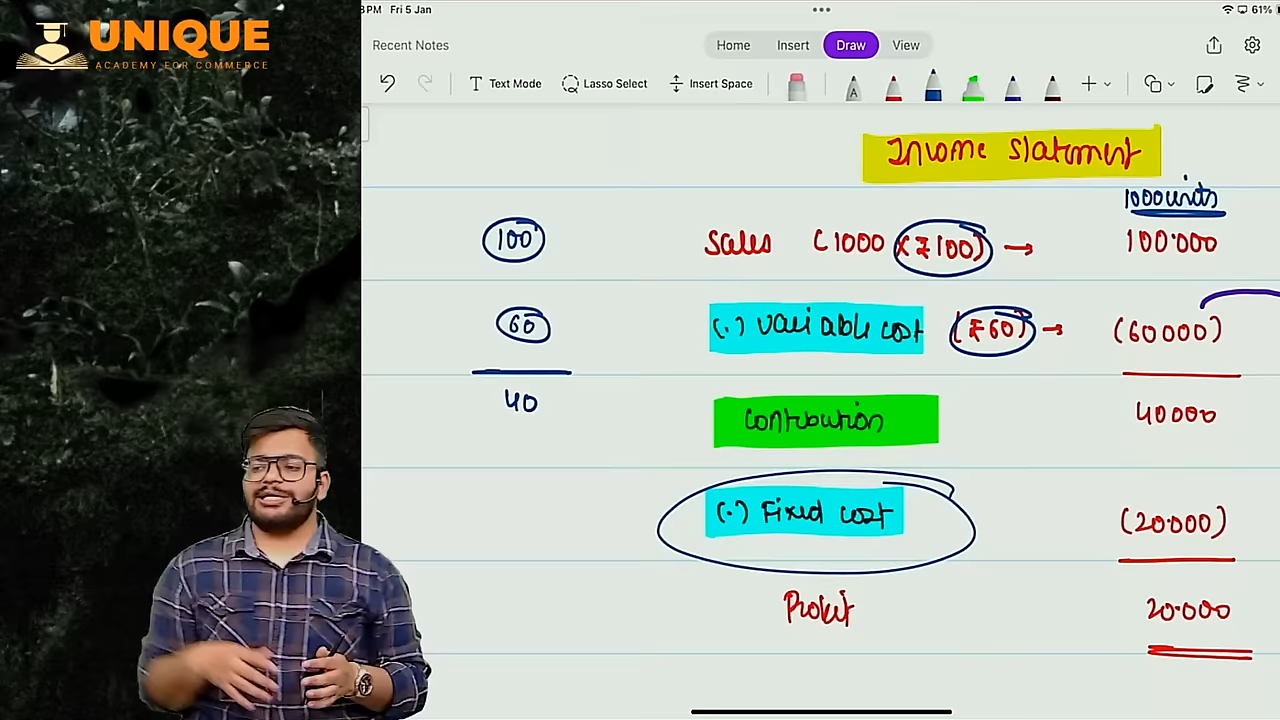 UNIQUE
ACADEMY FOR COMMERCE
PM Fri 5 Jan
61%
Recent Notes
Home Insert Draw View
Text Mode Lasso Select Insert Space
A
Income statement
1000 units
100 Sales (1000 x ₹100) → 100.000
60 (-) Variable cost (₹60) → (60000)
40 Contribution 40000
(-) Fixed cost (20.000)
Profit 20.000